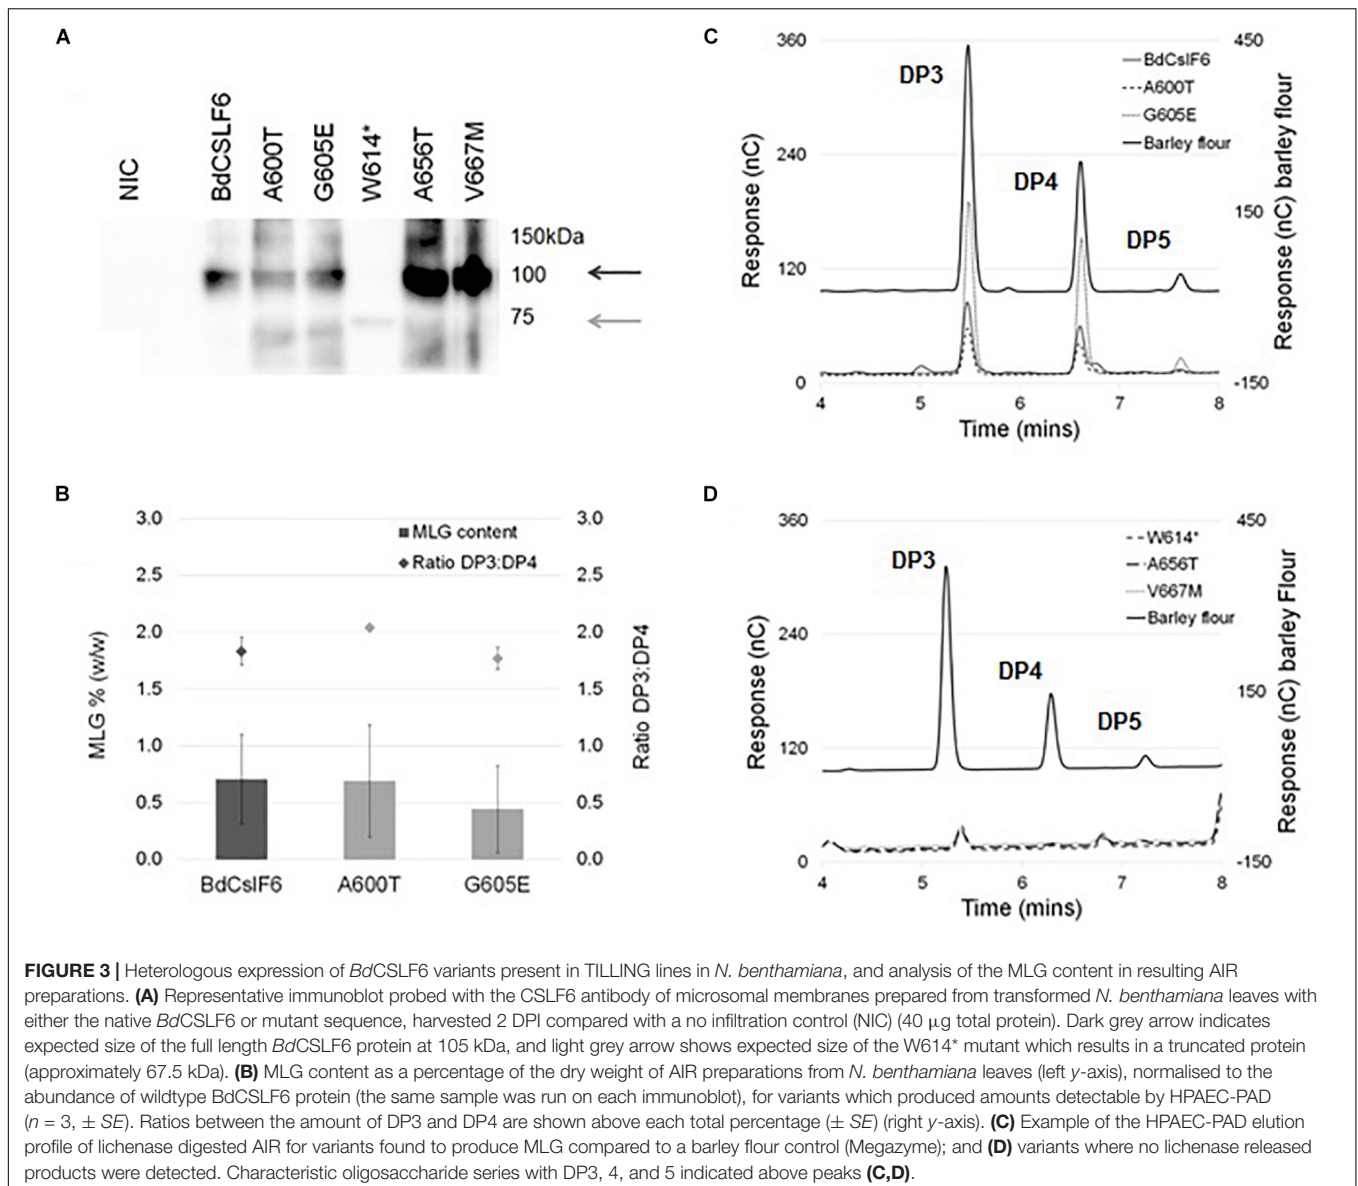 A
NIC
BdCSLF6
A600T
G605E
W614*
A656T
V667M
150kDa
100
75
B
3.0
2.5
2.0
1.5
1.0
0.5
0.0
MLG % (w/w)
MLG content
Ratio DP3:DP4
3.0
2.5
2.0
1.5
1.0
0.5
0.0
Ratio DP3:DP4
BdCslF6
A600T
G605E
C
360
240
120
0
Response (nC)
DP3
DP4
DP5
BdCslF6
A600T
G605E
Barley flour
450
150
-150
Response (nC) barley flour
4 5 6 7 8
Time (mins)
D
360
240
120
0
Response (nC)
DP3
DP4
DP5
W614*
A656T
V667M
Barley flour
450
150
-150
Response (nC) barley Flour
4 5 6 7 8
Time (mins)
FIGURE 3 | Heterologous expression of BdCSLF6 variants present in TILLING lines in N. benthamiana, and analysis of the MLG content in resulting AIR
preparations. (A) Representative immunoblot probed with the CSLF6 antibody of microsomal membranes prepared from transformed N. benthamiana leaves with
either the native BdCSLF6 or mutant sequence, harvested 2 DPI compared with a no infiltration control (NIC) (40 μg total protein). Dark grey arrow indicates
expected size of the full length BdCSLF6 protein at 105 kDa, and light grey arrow shows expected size of the W614* mutant which results in a truncated protein
(approximately 67.5 kDa). (B) MLG content as a percentage of the dry weight of AIR preparations from N. benthamiana leaves (left y-axis), normalised to the
abundance of wildtype BdCSLF6 protein (the same sample was run on each immunoblot), for variants which produced amounts detectable by HPAEC-PAD
(n = 3, ± SE). Ratios between the amount of DP3 and DP4 are shown above each total percentage (± SE) (right y-axis). (C) Example of the HPAEC-PAD elution
profile of lichenase digested AIR for variants found to produce MLG compared to a barley flour control (Megazyme); and (D) variants where no lichenase released
products were detected. Characteristic oligosaccharide series with DP3, 4, and 5 indicated above peaks (C,D).